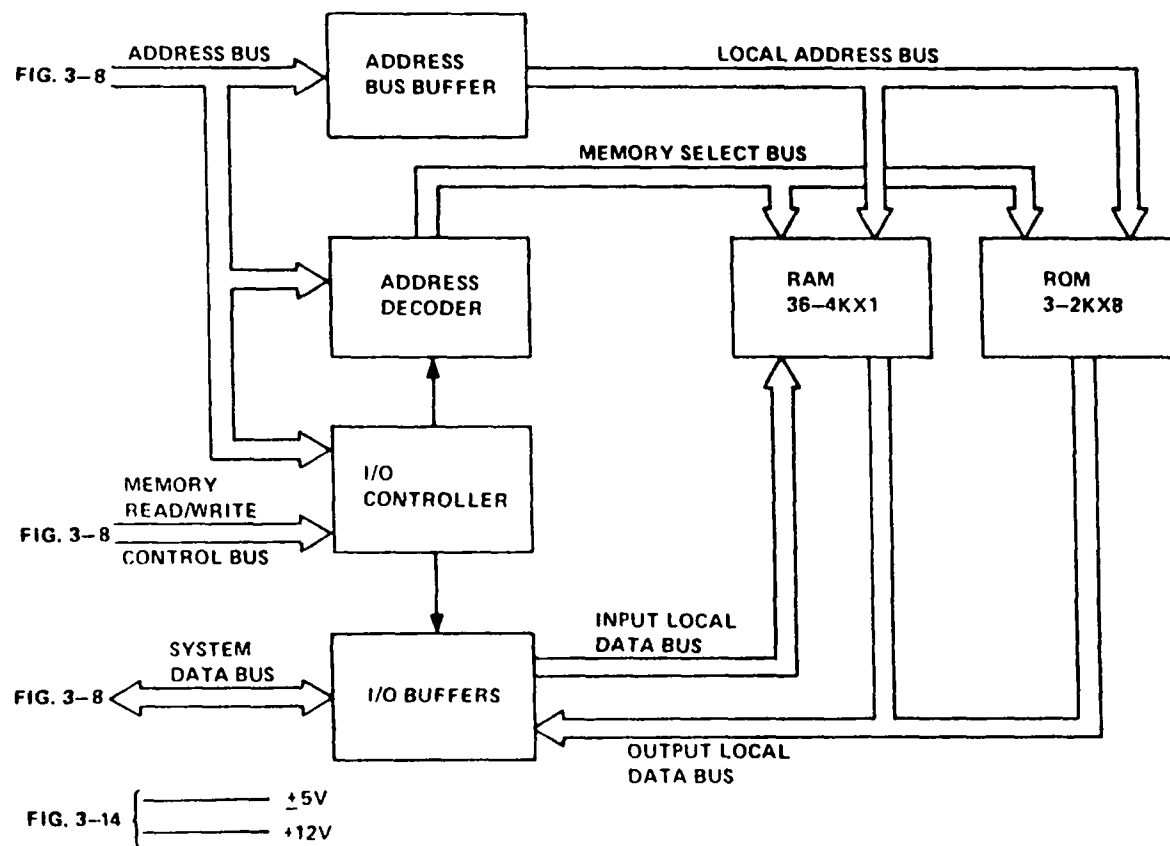 FIG. 3-8
ADDRESS BUS
ADDRESS
BUS BUFFER
LOCAL ADDRESS BUS
MEMORY SELECT BUS
ADDRESS
DECODER
RAM
36-4KX1
ROM
3-2KX8
I/O
CONTROLLER
MEMORY
READ/WRITE
FIG. 3-8
CONTROL BUS
INPUT LOCAL
DATA BUS
SYSTEM
DATA BUS
FIG. 3-8
I/O BUFFERS
OUTPUT LOCAL
DATA BUS
FIG. 3-14
±5V
+12V